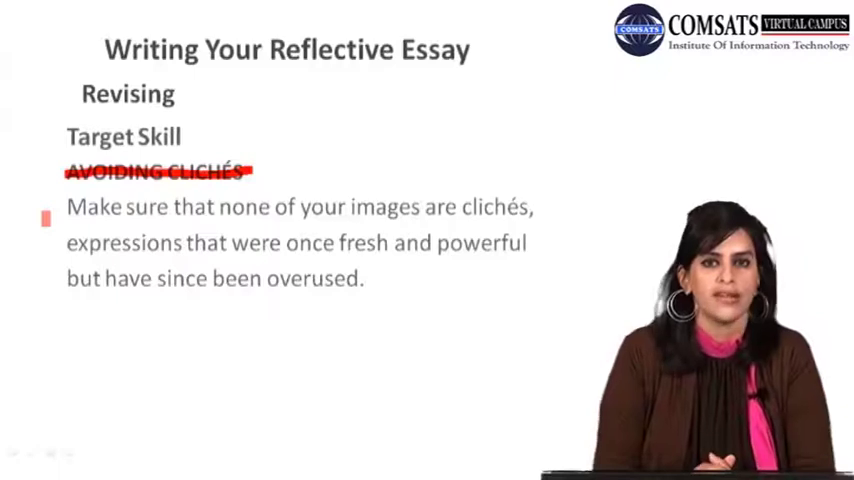 Writing Your Reflective Essay
COMSATS VIRTUAL CAMPUS
Institute Of Information Technology
COMSATS
Revising
Target Skill
AVOIDING CLICHÉS
Make sure that none of your images are clichés,
expressions that were once fresh and powerful
but have since been overused.